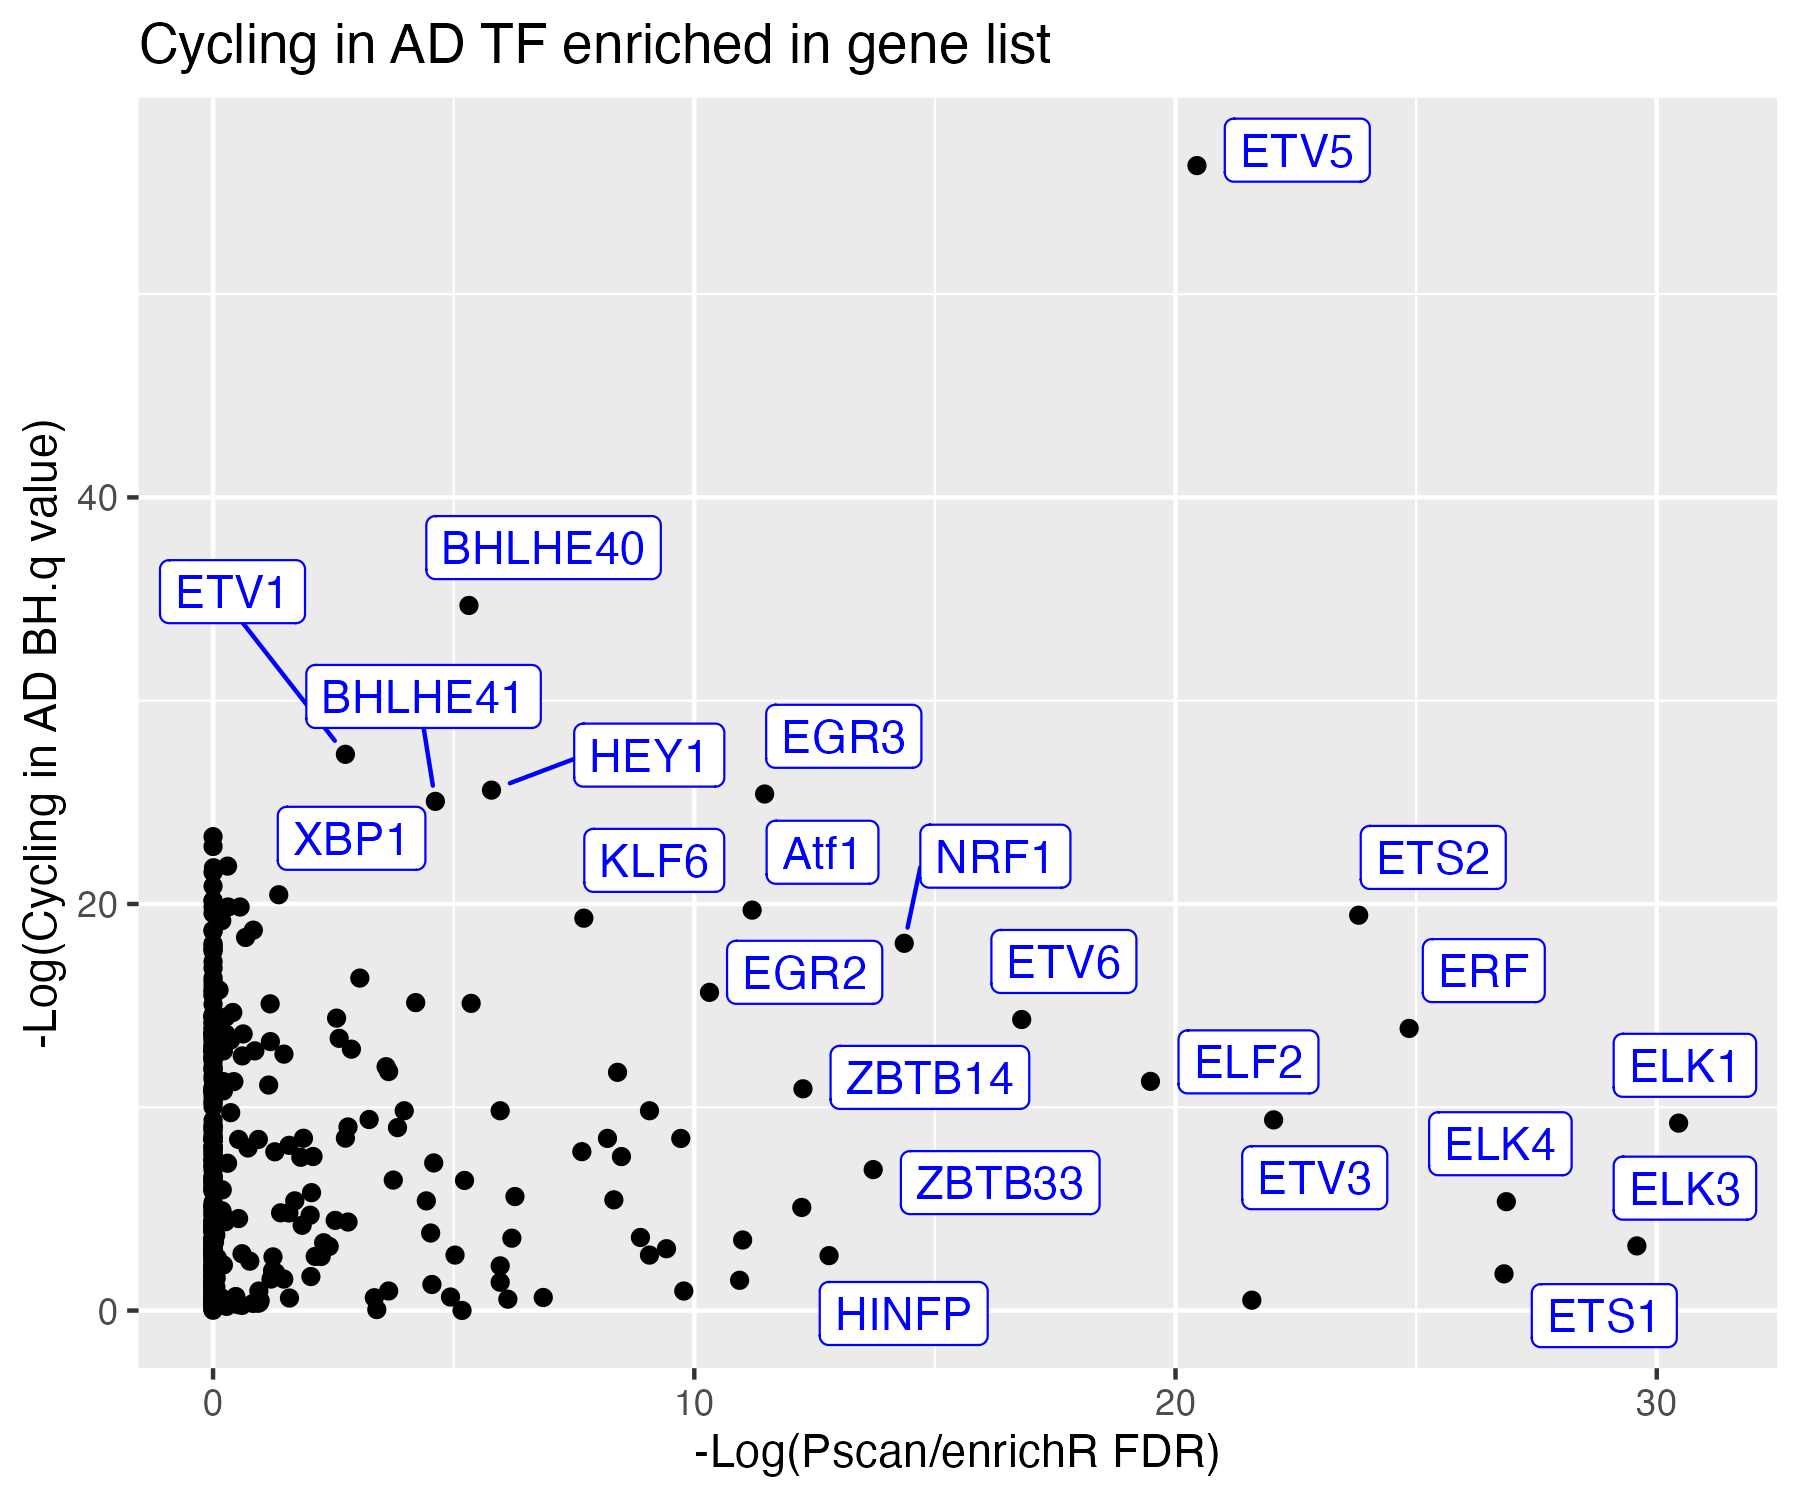 Cycling in AD TF enriched in gene list
-Log(Cycling in AD BH.q value)
40
20
0
ETV5
BHLHE40
ETV1
BHLHE41
EGR3
HEY1
XBP1
KLF6
Atf1
NRF1
ETS2
EGR2
ETV6
ERF
ZBTB14
ELF2
ELK1
ELK4
ETV3
ZBTB33
ELK3
HINFP
ETS1
0
10
20
30
-Log(Pscan/enrichR FDR)